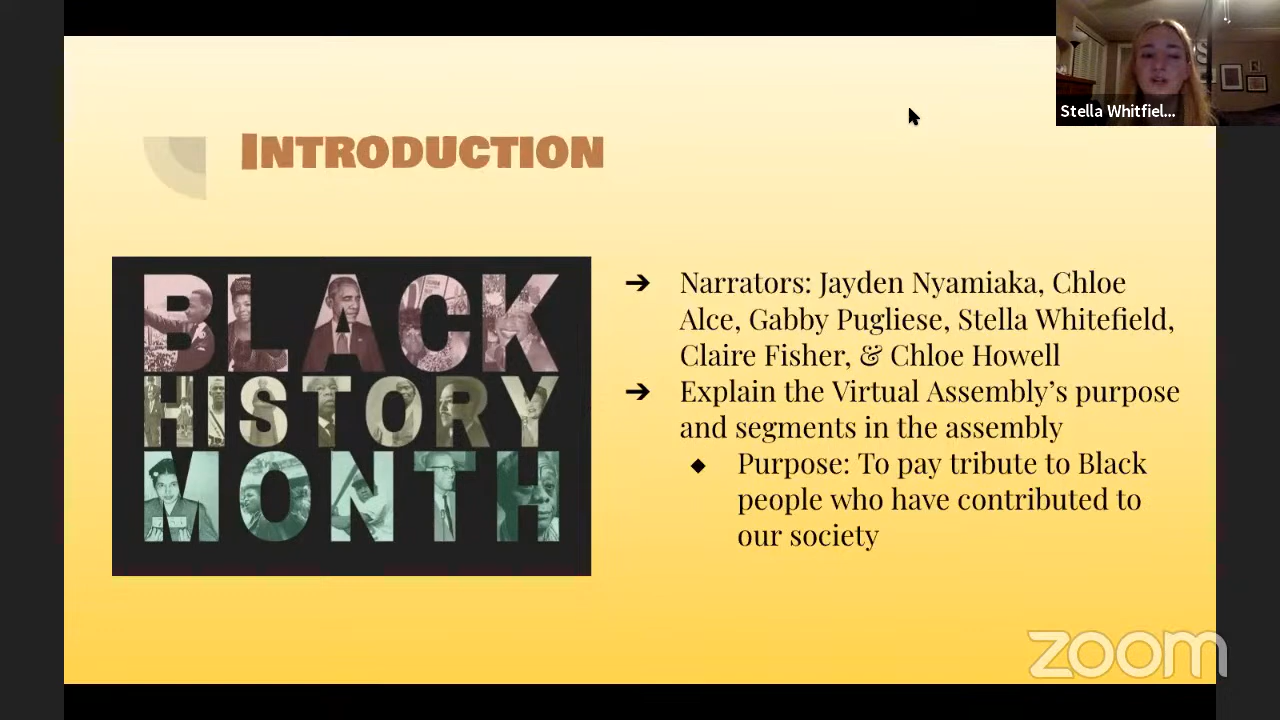 Stella Whitfiel...
Introduction
BLACK
HISTORY
MONTH
➔ Narrators: Jayden Nyamiaka, Chloe
Alce, Gabby Pugliese, Stella Whitefield,
Claire Fisher, & Chloe Howell
➔ Explain the Virtual Assembly’s purpose
and segments in the assembly
◆ Purpose: To pay tribute to Black
people who have contributed to
our society
zoom